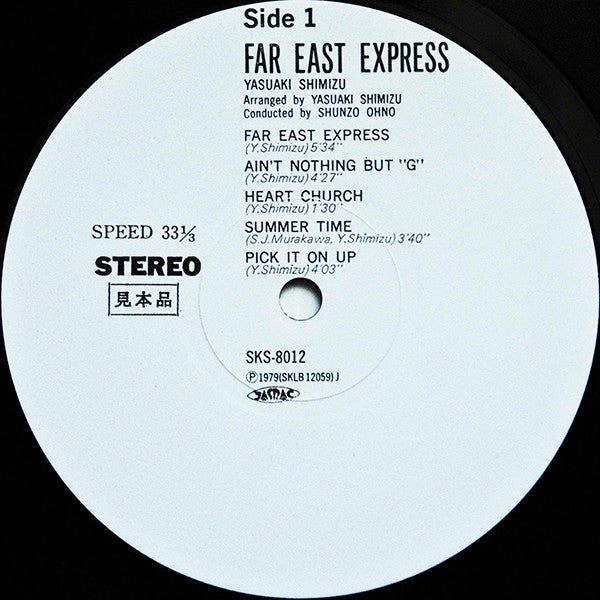 Side 1
FAR EAST EXPRESS
YASUAKI SHIMIZU
Arranged by YASUAKI SHIMIZU
Conducted by SHUNZO OHNO
FAR EAST EXPRESS
(Y.Shimizu) 5'34"
AIN'T NOTHING BUT "G"
(Y.Shimizu) 4'27"
HEART CHURCH
(Y.Shimizu) 1'30"
SUMMER TIME
(S.J.Murakawa, Y.Shimizu) 3'40"
PICK IT ON UP
(Y.Shimizu) 4'03"
SPEED 33⅓
STEREO
見本品
SKS-8012
Ⓟ1979(SKLB 12059) J
JASRAC